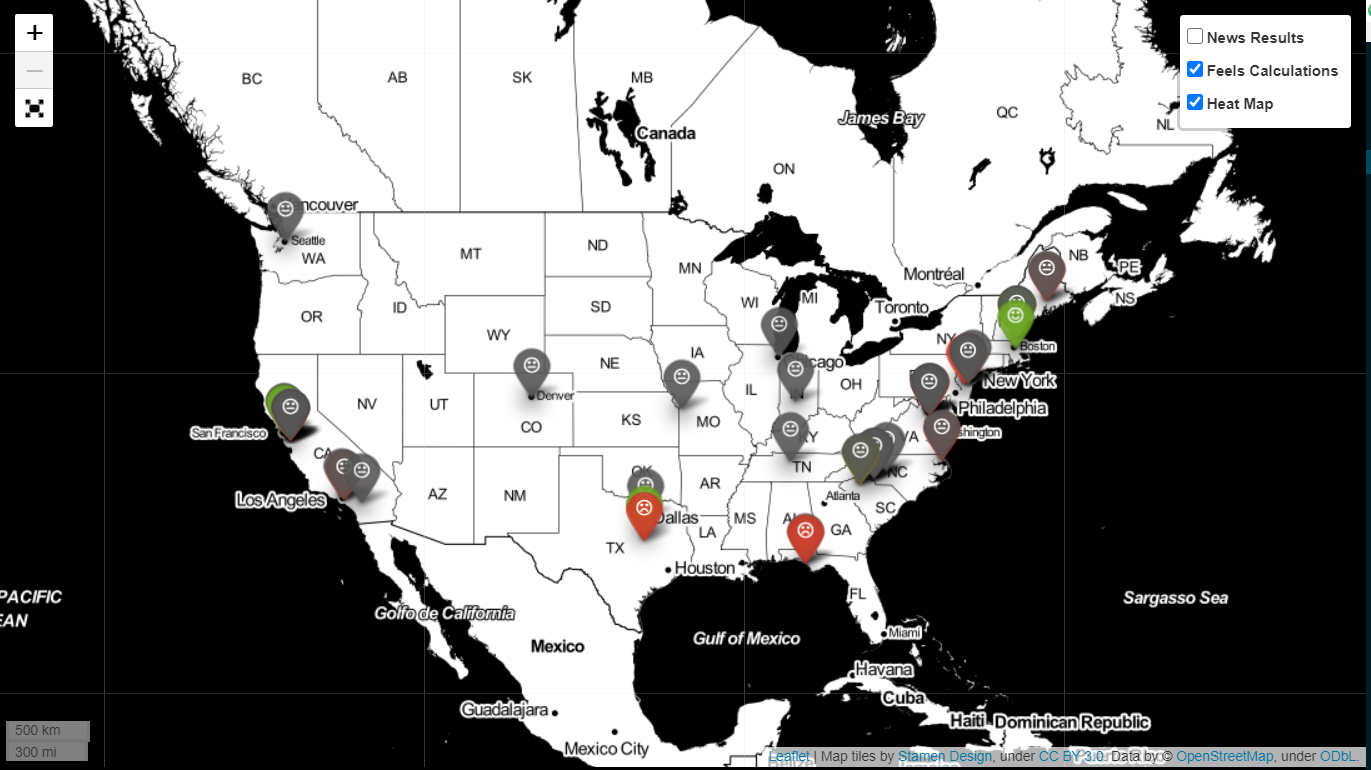 +
−
News Results
Feels Calculations
Heat Map
BC
AB
SK
MB
Canada
James Bay
QC
NL
ON
ncouver
Seattle
WA
MT
ND
MN
NB
PE
NS
Montréal
Toronto
OR
ID
SD
WI
MI
WY
NY
Boston
NE
IA
icago
New York
Denver
IL
OH
NV
UT
CO
KS
MO
KY
VA
Philadelphia
shington
San Francisco
CA
TN
NC
Los Angeles
AZ
NM
OK
AR
Atlanta
SC
Dallas
MS
GA
LA
TX
Houston
FL
Miami
PACIFIC
EAN
Golfo de California
Mexico
Gulf of Mexico
Sargasso Sea
Havana
Cuba
Haiti
Dominican Republic
Guadalajara
Mexico City
500 km
300 mi
Leaflet | Map tiles by Stamen Design, under CC BY 3.0. Data by © OpenStreetMap, under ODbL.